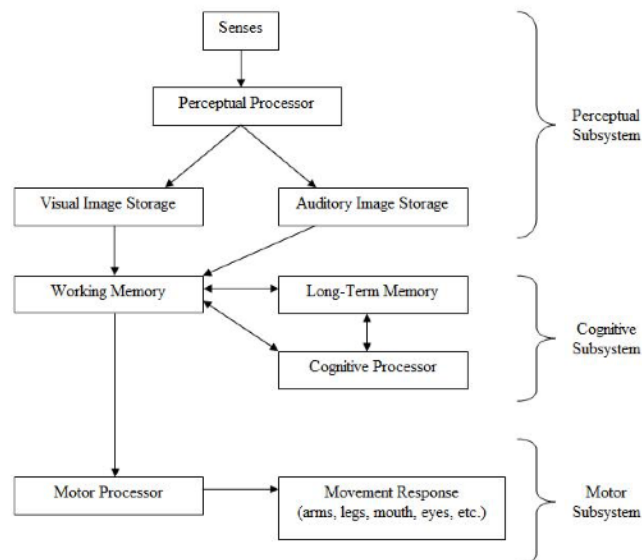 Senses
Perceptual Processor
Perceptual
Subsystem
Visual Image Storage
Auditory Image Storage
Working Memory
Long-Term Memory
Cognitive
Subsystem
Cognitive Processor
Motor Processor
Movement Response
(arms, legs, mouth, eyes, etc.)
Motor
Subsystem